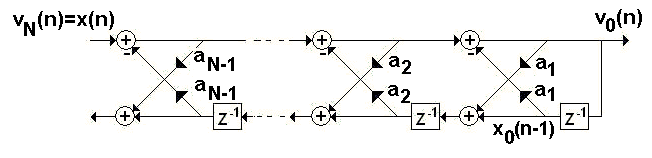 v_N(n)=x(n) v_0(n)
+ + +
- - -
a_N-1 a_2 a_1
a_N-1 a_2 a_1
+ z^-1 + z^-1 + z^-1
x_0(n-1)